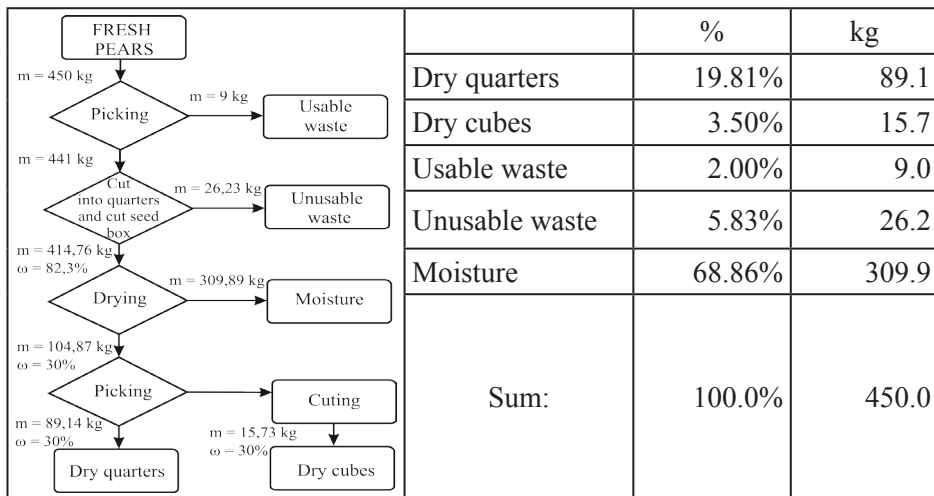 FRESH
PEARS
m = 450 kg
Picking
m = 9 kg
Usable
waste
m = 441 kg
Cut
into quarters
and cut seed
box
m = 26,23 kg
Unusable
waste
m = 414,76 kg
ω = 82,3%
Drying
m = 309,89 kg
Moisture
m = 104,87 kg
ω = 30%
Picking
Cuting
m = 89,14 kg
ω = 30%
m = 15,73 kg
ω = 30%
Dry quarters
Dry cubes
% kg
Dry quarters 19.81% 89.1
Dry cubes 3.50% 15.7
Usable waste 2.00% 9.0
Unusable waste 5.83% 26.2
Moisture 68.86% 309.9
Sum: 100.0% 450.0